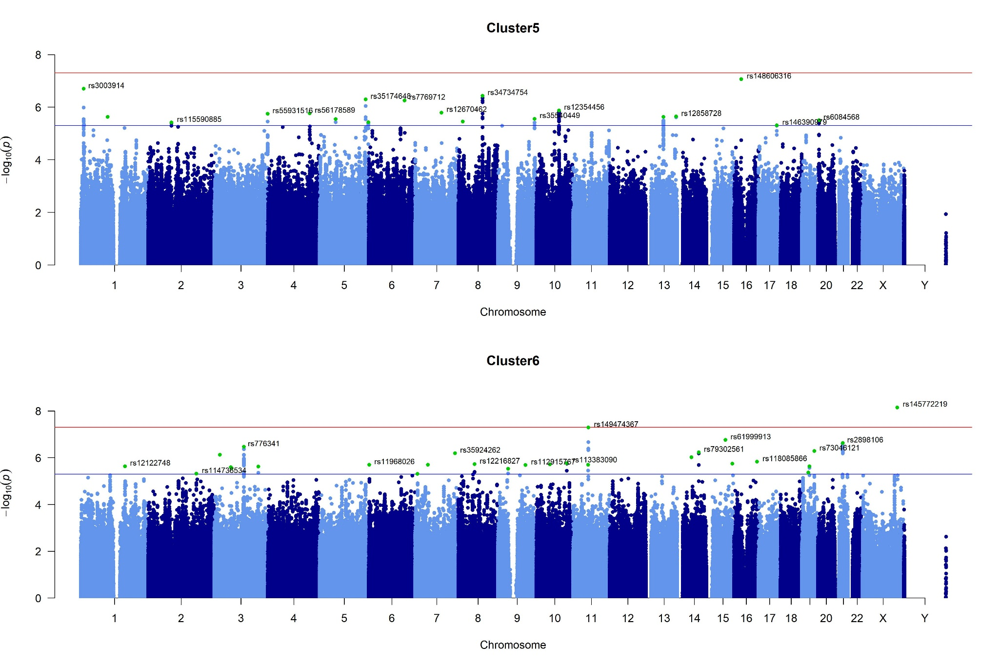 Cluster5
8
6
4
2
0
−log10(p)
rs3003914
rs115590885
rs55931516
rs56178589
rs35174648
rs7769712
rs12670462
rs34734754
rs35540449
rs12354456
rs12858728
rs148606316
rs146390979
rs6084568
1 2 3 4 5 6 7 8 9 10 11 12 13 14 15 16 17 18 20 22 X Y
Chromosome
Cluster6
8
6
4
2
0
−log10(p)
rs12122748
rs114736534
rs776341
rs11968026
rs35924262
rs12216827
rs112915767
rs113383090
rs149474367
rs79302561
rs61999913
rs118085866
rs73046121
rs2898106
rs145772219
1 2 3 4 5 6 7 8 9 10 11 12 13 14 15 16 17 18 20 22 X Y
Chromosome